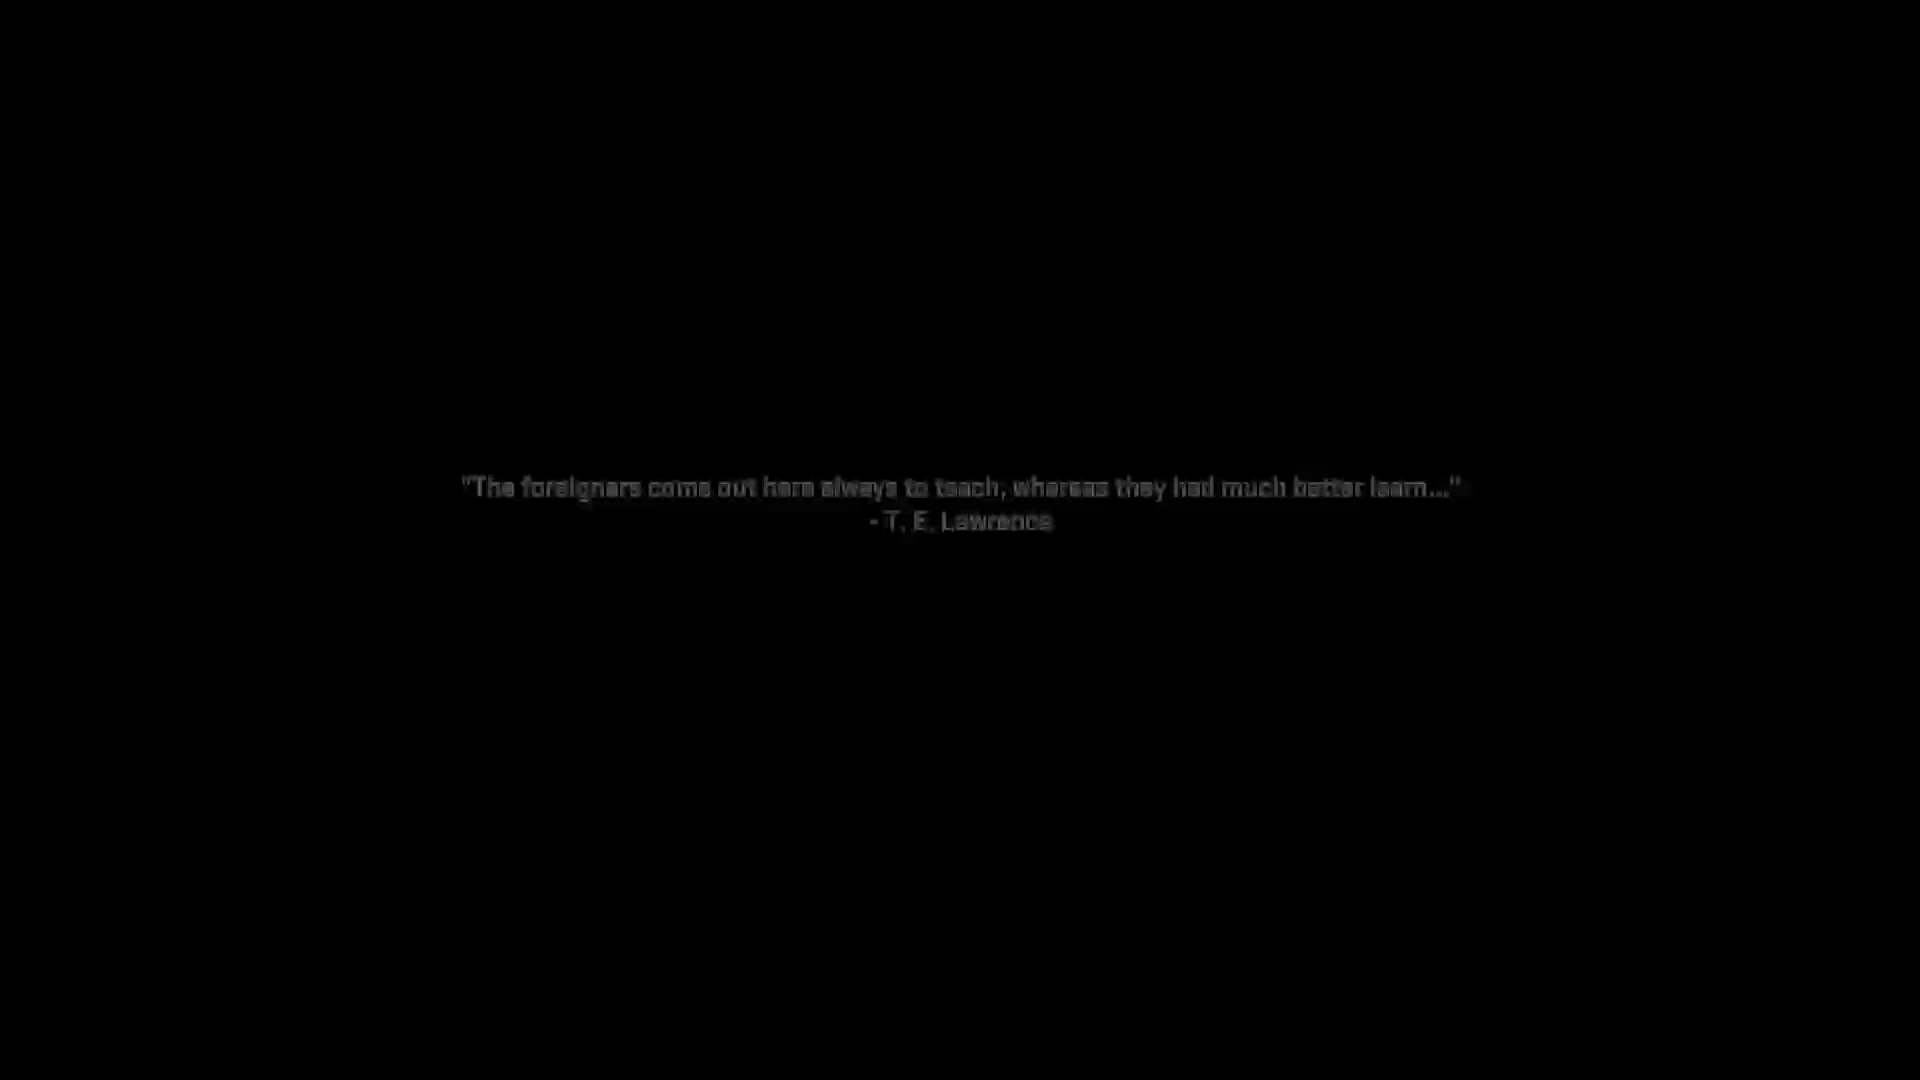 "The foreigners come out here always to teach, whereas they had much better learn..."
- T. E. Lawrence